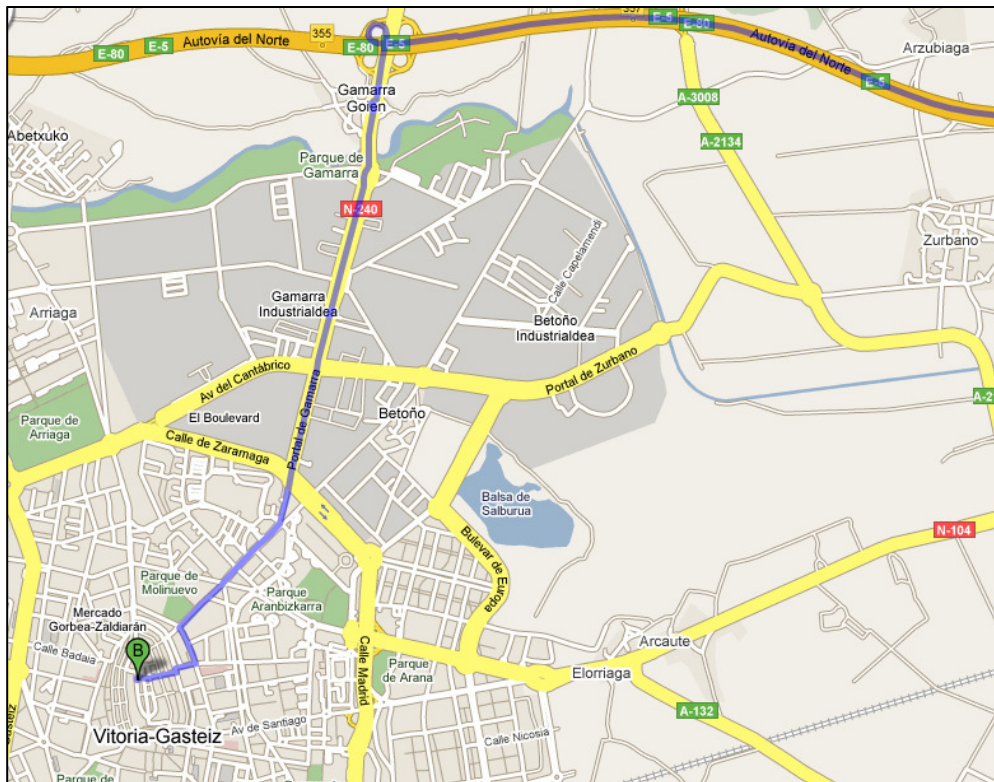 355
Autovía del Norte
E-80
E-5
E-80
E-5
E-5
E-80
Autovía del Norte
E-5
Arzubiaga
Gamarra
Goien
A-3008
A-2134
Abetxuko
Parque de
Gamarra
N-240
Zurbano
Calle Capelamendi
Gamarra
Industrialdea
Arriaga
Betoño
Industrialdea
Av del Cantábrico
Portal de Zurbano
Portal de Gamarra
El Boulevard
Betoño
Parque de
Arriaga
Calle de Zaramaga
Balsa de
Salburua
N-104
Bulevar de Europa
Parque de
Molinuevo
Parque
Aranbizkarra
Mercado
Gorbea-Zaldiarán
Calle Badaia
B
Arcaute
Parque
de Arana
Elorriaga
Calle Madrid
A-132
Av de Santiago
Vitoria-Gasteiz
Calle Nicosia
Parque de